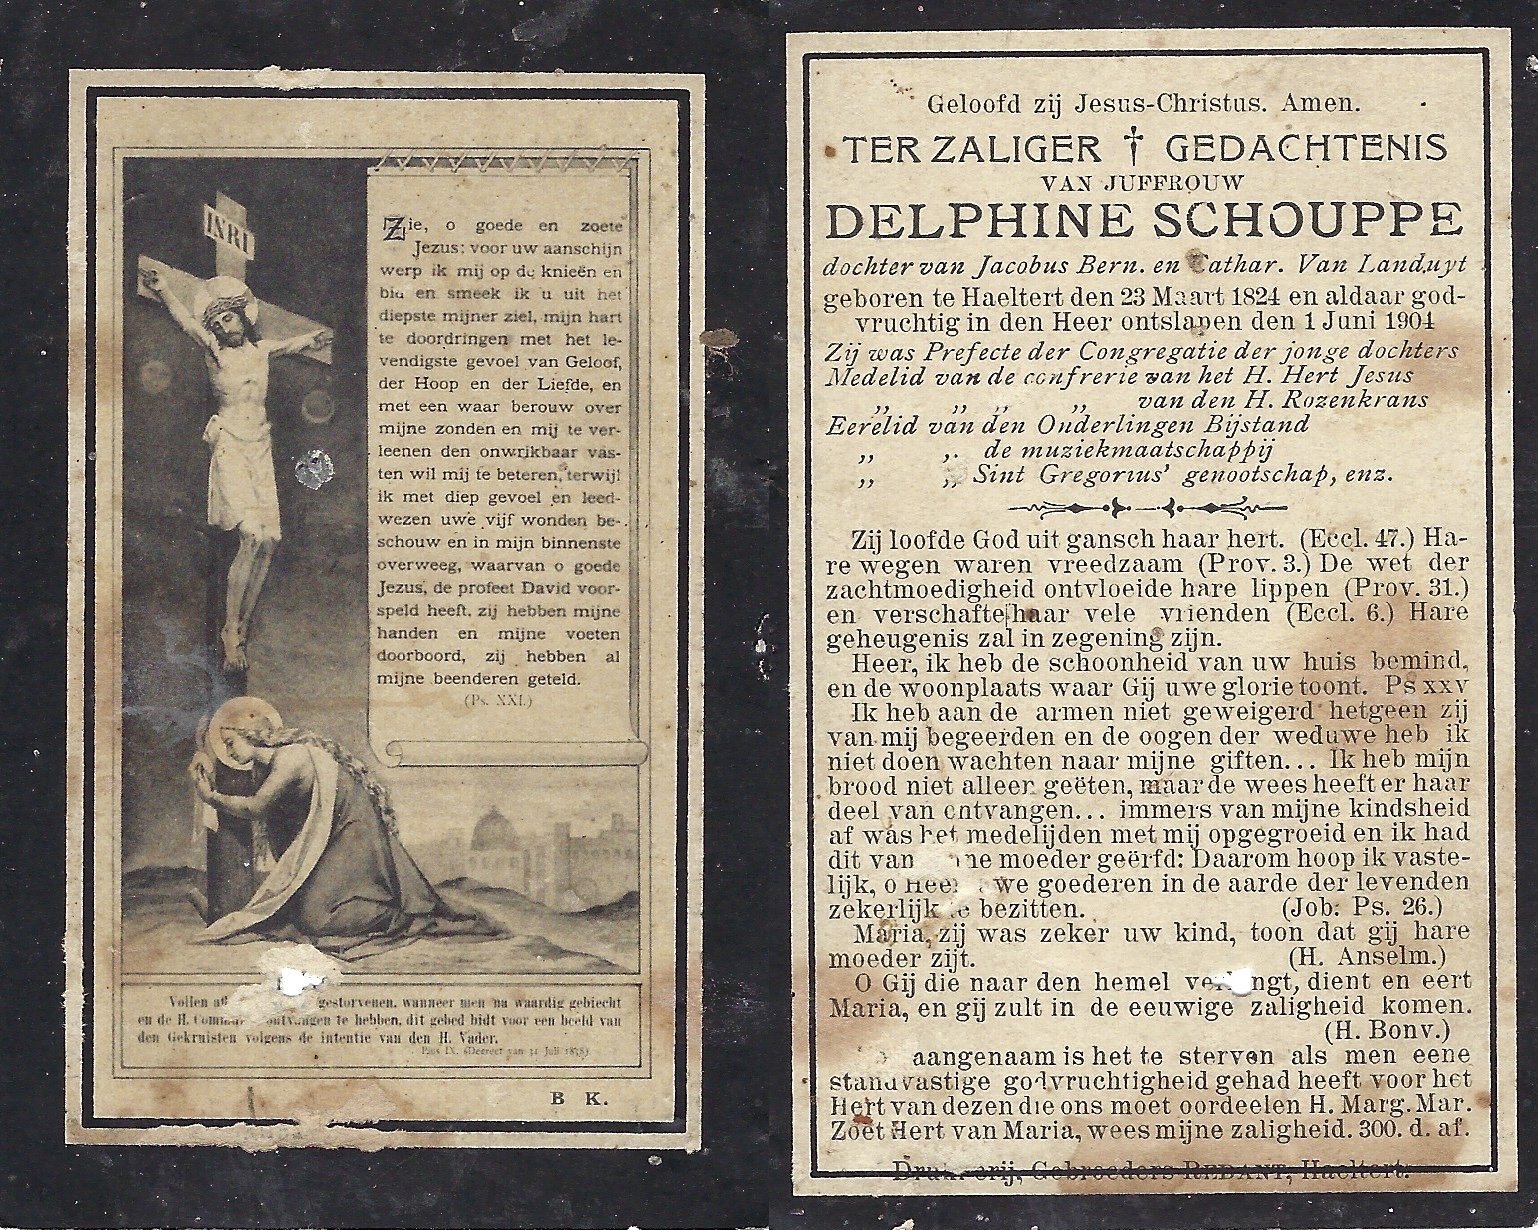 INRI
Zie, o goede en zoete
Jezus: voor uw aanschijn
werp ik mij op de knieën en
bid en smeek ik u uit het
diepste mijner ziel, mijn hart
te doordringen met het le-
vendigste gevoel van Geloof,
der Hoop en der Liefde, en
met een waar berouw over
mijne zonden en mij te ver-
leenen den onwrikbaar vas-
ten wil mij te beteren, terwijl
ik met diep gevoel en leed-
wezen uwe vijf wonden be-
schouw en in mijn binnenste
overweeg, waarvan o goede
Jezus, de profeet David voor-
speld heeft, zij hebben mijne
handen en mijne voeten
doorboord, zij hebben al
mijne beenderen geteld.
(Ps. XXI.)
Vollen gestorvenen, wanneer men na waardig gebiecht
en de H. ontvangen te hebben, dit gebed bidt voor een beeld van
den Gekruisten volgens de intentie van den H. Vader.
Pius IX. (Decreet van 31 Juli 1858)
B K.
Geloofd zij Jesus-Christus. Amen.
TER ZALIGER † GEDACHTENIS
VAN JUFFROUW
DELPHINE SCHOUPPE
dochter van Jacobus Bern. en Cathar. Van Landuyt
geboren te Haeltert den 23 Maart 1824 en aldaar god-
vruchtig in den Heer ontslapen den 1 Juni 1904
Zij was Prefecte der Congregatie der jonge dochters
Medelid van de confrerie van het H. Hert Jesus
„ „ „ „ van den H. Rozenkrans
Eerelid van den Ouderlingen Bijstand
„ „ de muziekmaatschappij
„ „ Sint Gregorius' genootschap, enz.
Zij loofde God uit gansch haar hert. (Eccl. 47.) Ha-
re wegen waren vreedzaam (Prov. 3.) De wet der
zachtmoedigheid ontvloeide hare lippen (Prov. 31.)
en verschafte haar vele vrienden (Eccl. 6.) Hare
geheugenis zal in zegening zijn.
Heer, ik heb de schoonheid van uw huis bemind,
en de woonplaats waar Gij uwe glorie toont. Ps XXV
Ik heb aan de armen niet geweigerd hetgeen zij
van mij begeerden en de oogen der weduwe heb ik
niet doen wachten naar mijne giften... Ik heb mijn
brood niet alleen geëten, maar de wees heeft er haar
deel van ontvangen... immers van mijne kindsheid
af was het medelijden met mij opgegroeid en ik had
dit van moeder geërfd: Daarom hoop ik vaste-
lijk, o Heer uwe goederen in de aarde der levenden
zekerlijk te bezitten. (Job. Ps. 26.)
Maria, zij was zeker uw kind, toon dat gij hare
moeder zijt. (H. Anselm.)
O Gij die naar den hemel verlangt, dient en eert
Maria, en gij zult in de eeuwige zaligheid komen.
(H. Bonv.)
aangenaam is het te sterven als men eene
standvastige godvruchtigheid gehad heeft voor het
Hert van dezen die ons moet oordeelen H. Marg. Mar.
Zoet Hert van Maria, wees mijne zaligheid. 300. d. af.
Drukkerij, Gebroeders REDANT, Haeltert.